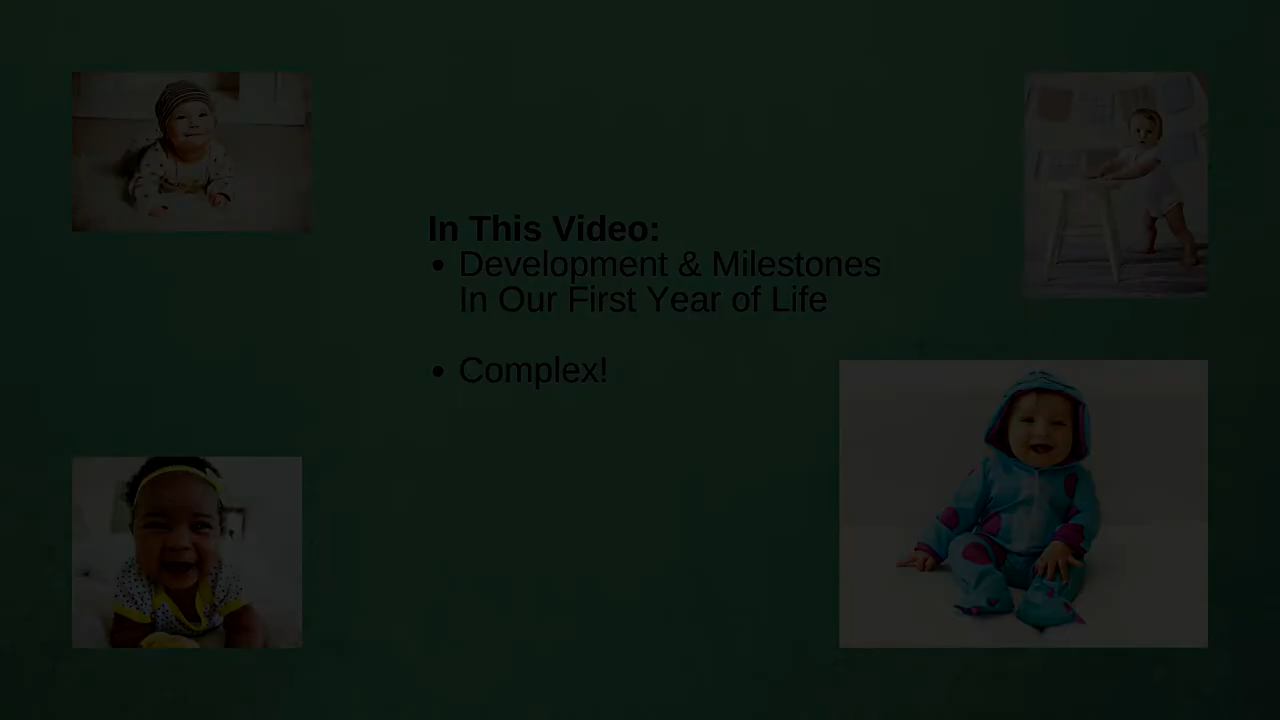 In This Video:
• Development & Milestones
In Our First Year of Life
• Complex!